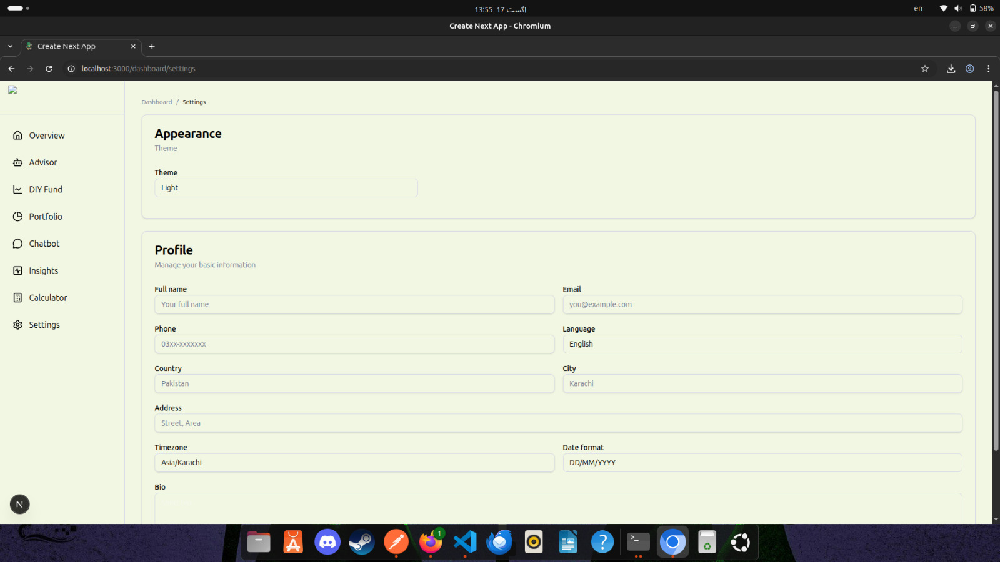 13:55 17 اگست
en
58%
Create Next App - Chromium
Create Next App
localhost:3000/dashboard/settings
Dashboard / Settings
Overview
Advisor
DIY Fund
Portfolio
Chatbot
Insights
Calculator
Settings
Appearance
Theme
Theme
Light
Profile
Manage your basic information
Full name
Your full name
Email
you@example.com
Phone
03xx-xxxxxxx
Language
English
Country
Pakistan
City
Karachi
Address
Street, Area
Timezone
Asia/Karachi
Date format
DD/MM/YYYY
Bio
N
1